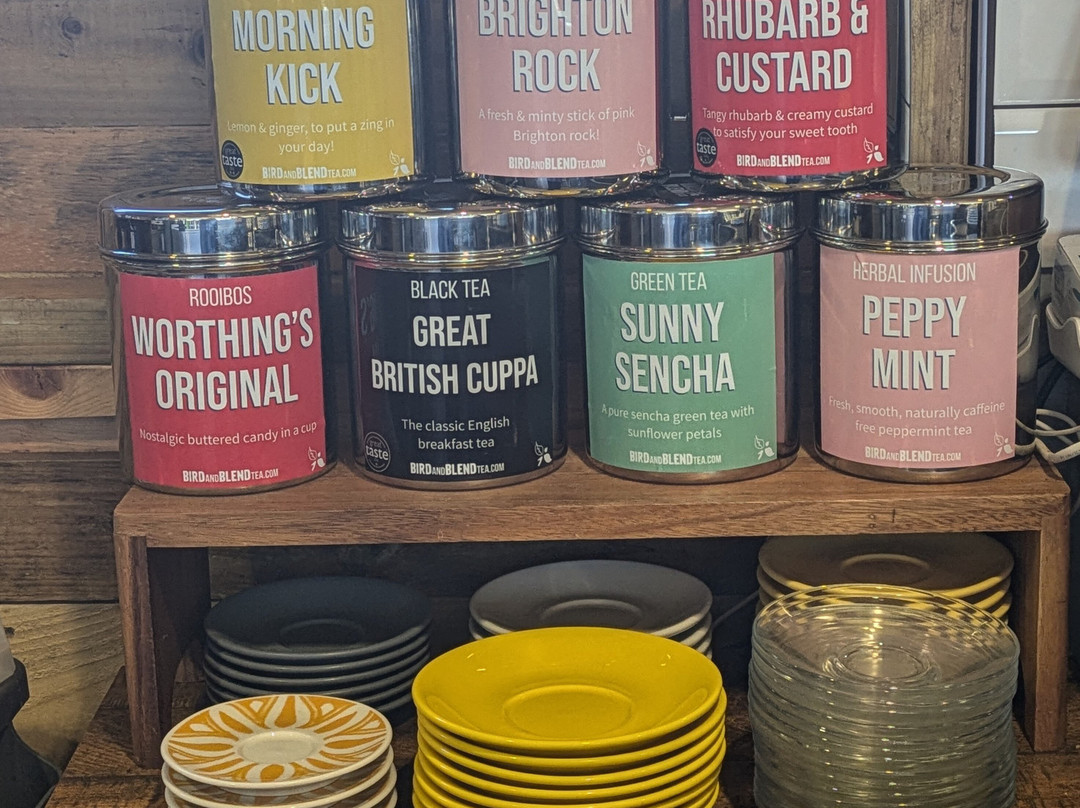 MORNING
KICK
Lemon & ginger, to put a zing in
your day!
taste
BIRDANDBLENDTEA.COM
BRIGHTON
ROCK
A fresh & minty stick of pink
Brighton rock!
BIRDANDBLENDTEA.COM
RHUBARB &
CUSTARD
Tangy rhubarb & creamy custard
to satisfy your sweet tooth
taste
BIRDANDBLENDTEA.COM
ROOIBOS
WORTHING'S
ORIGINAL
Nostalgic buttered candy in a cup
BIRDANDBLENDTEA.COM
BLACK TEA
GREAT
BRITISH CUPPA
The classic English
breakfast tea
great
taste
BIRDANDBLENDTEA.COM
GREEN TEA
SUNNY
SENCHA
A pure sencha green tea with
sunflower petals
BIRDANDBLENDTEA.COM
HERBAL INFUSION
PEPPY
MINT
Fresh, smooth, naturally caffeine
free peppermint tea
BIRDANDBLENDTEA.COM